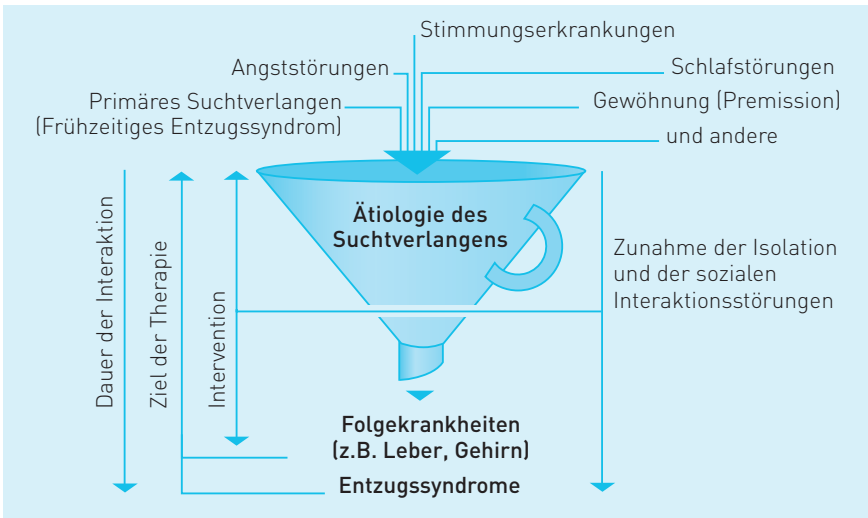 Stimmungserkrankungen
Angststörungen
Schlafstörungen
Primäres Suchtverlangen
(Frühzeitiges Entzugssyndrom)
Gewöhnung (Premission)
und andere
Ätiologie des
Suchtverlangens
Dauer der Interaktion
Ziel der Therapie
Intervention
Zunahme der Isolation
und der sozialen
Interaktionsstörungen
Folgekrankheiten
(z.B. Leber, Gehirn)
Entzugssyndrome